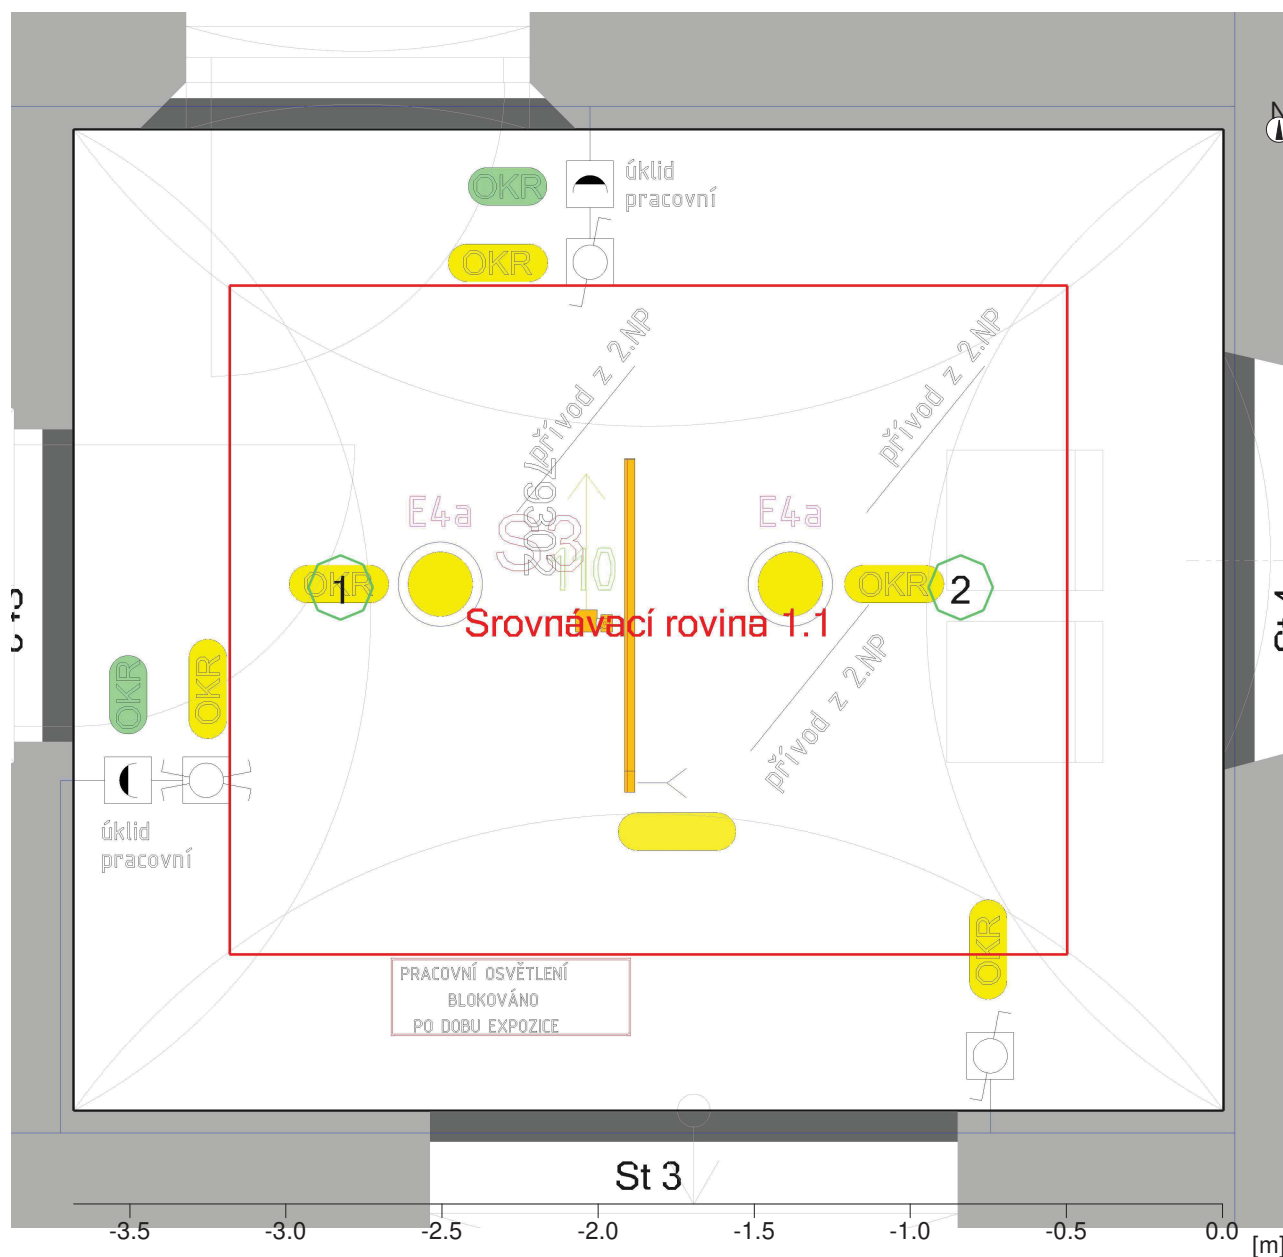 N
OKR
úklid
pracovní
OKR
přívod z 2.NP
přívod z 2.NP
E4a
E4a
S3
110
OKR
1
OKR
2
Srovnávací rovina 1.1
OKR
OKR
přívod z 2.NP
úklid
pracovní
OKR
PRACOVNÍ OSVĚTLENÍ
BLOKOVÁNO
PO DOBU EXPOZICE
St 3
-3.5 -3.0 -2.5 -2.0 -1.5 -1.0 -0.5 0.0
[m]